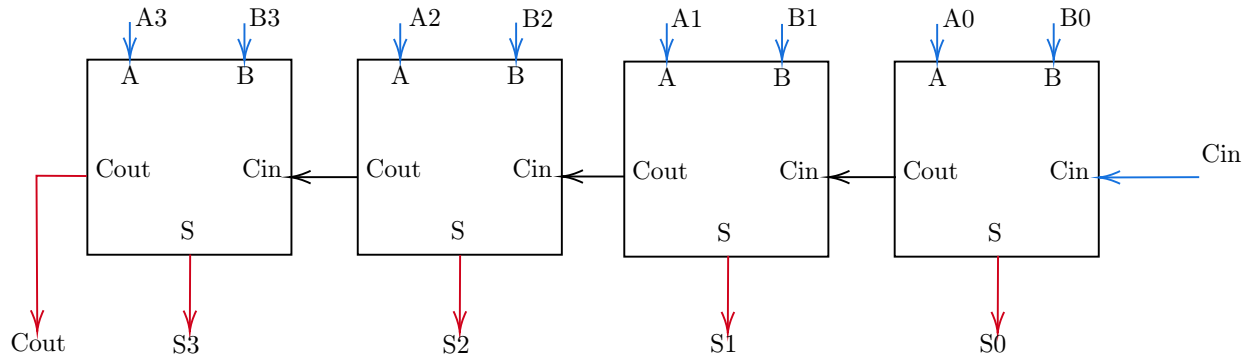 A3 B3 A2 B2 A1 B1 A0 B0
A B A B A B A B
Cin
Cout Cin Cout Cin Cout Cin Cout Cin
S S S S
Cout S3 S2 S1 S0